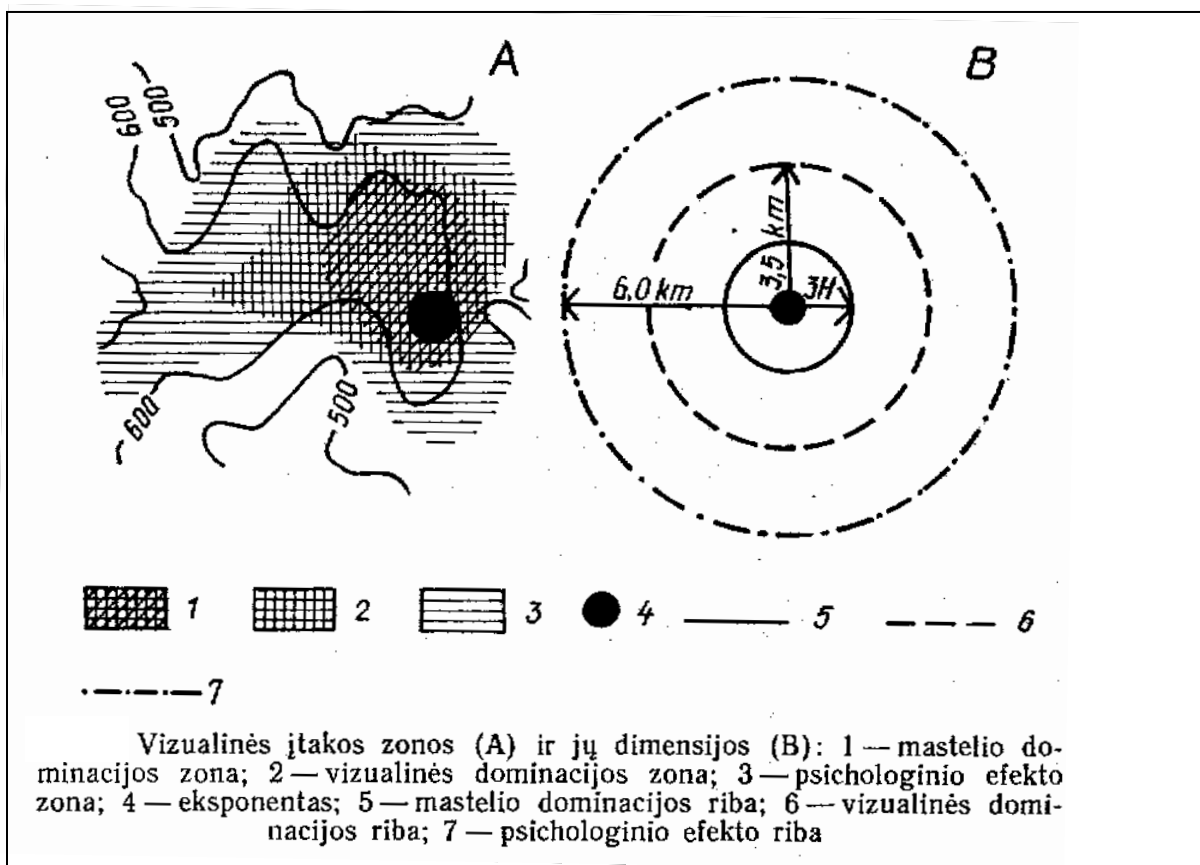 A
B
600
500
600
500
6,0 km
3,5 km
3H
1
2
3
4
5
6
7
Vizualinės įtakos zonos (A) ir jų dimensijos (B): 1 — mastelio do-
minacijos zona; 2 — vizualinės dominacijos zona; 3 — psichologinio efekto
zona; 4 — eksponentas; 5 — mastelio dominacijos riba; 6 — vizualinės domi-
nacijos riba; 7 — psichologinio efekto riba